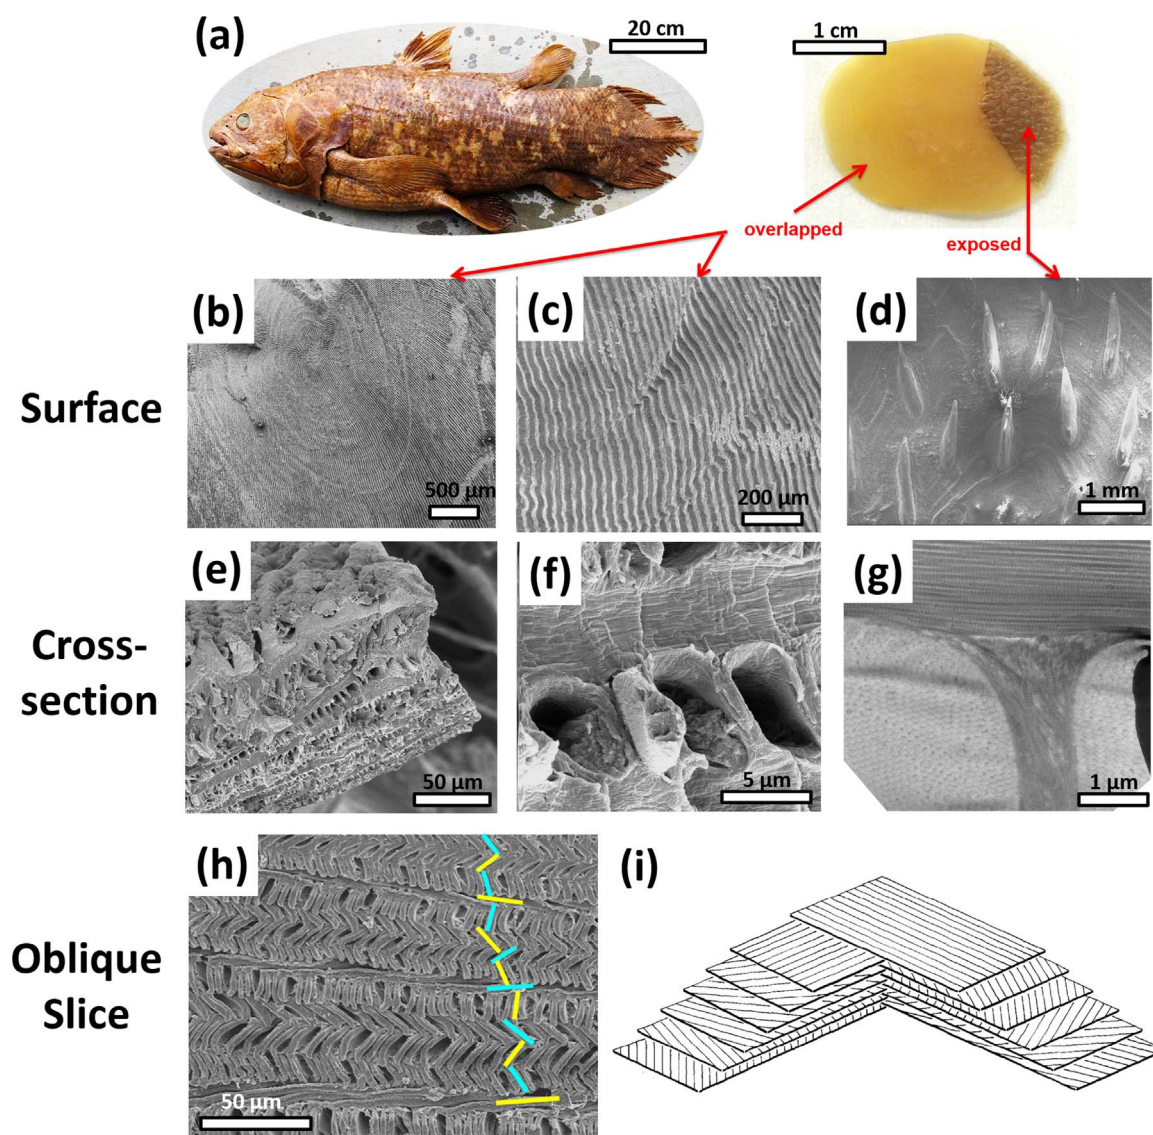 (a)
20 cm
1 cm
overlapped
exposed
Surface
(b)
500 µm
(c)
200 µm
(d)
1 mm
Cross-
section
(e)
50 µm
(f)
5 µm
(g)
1 µm
Oblique
Slice
(h)
50 µm
(i)